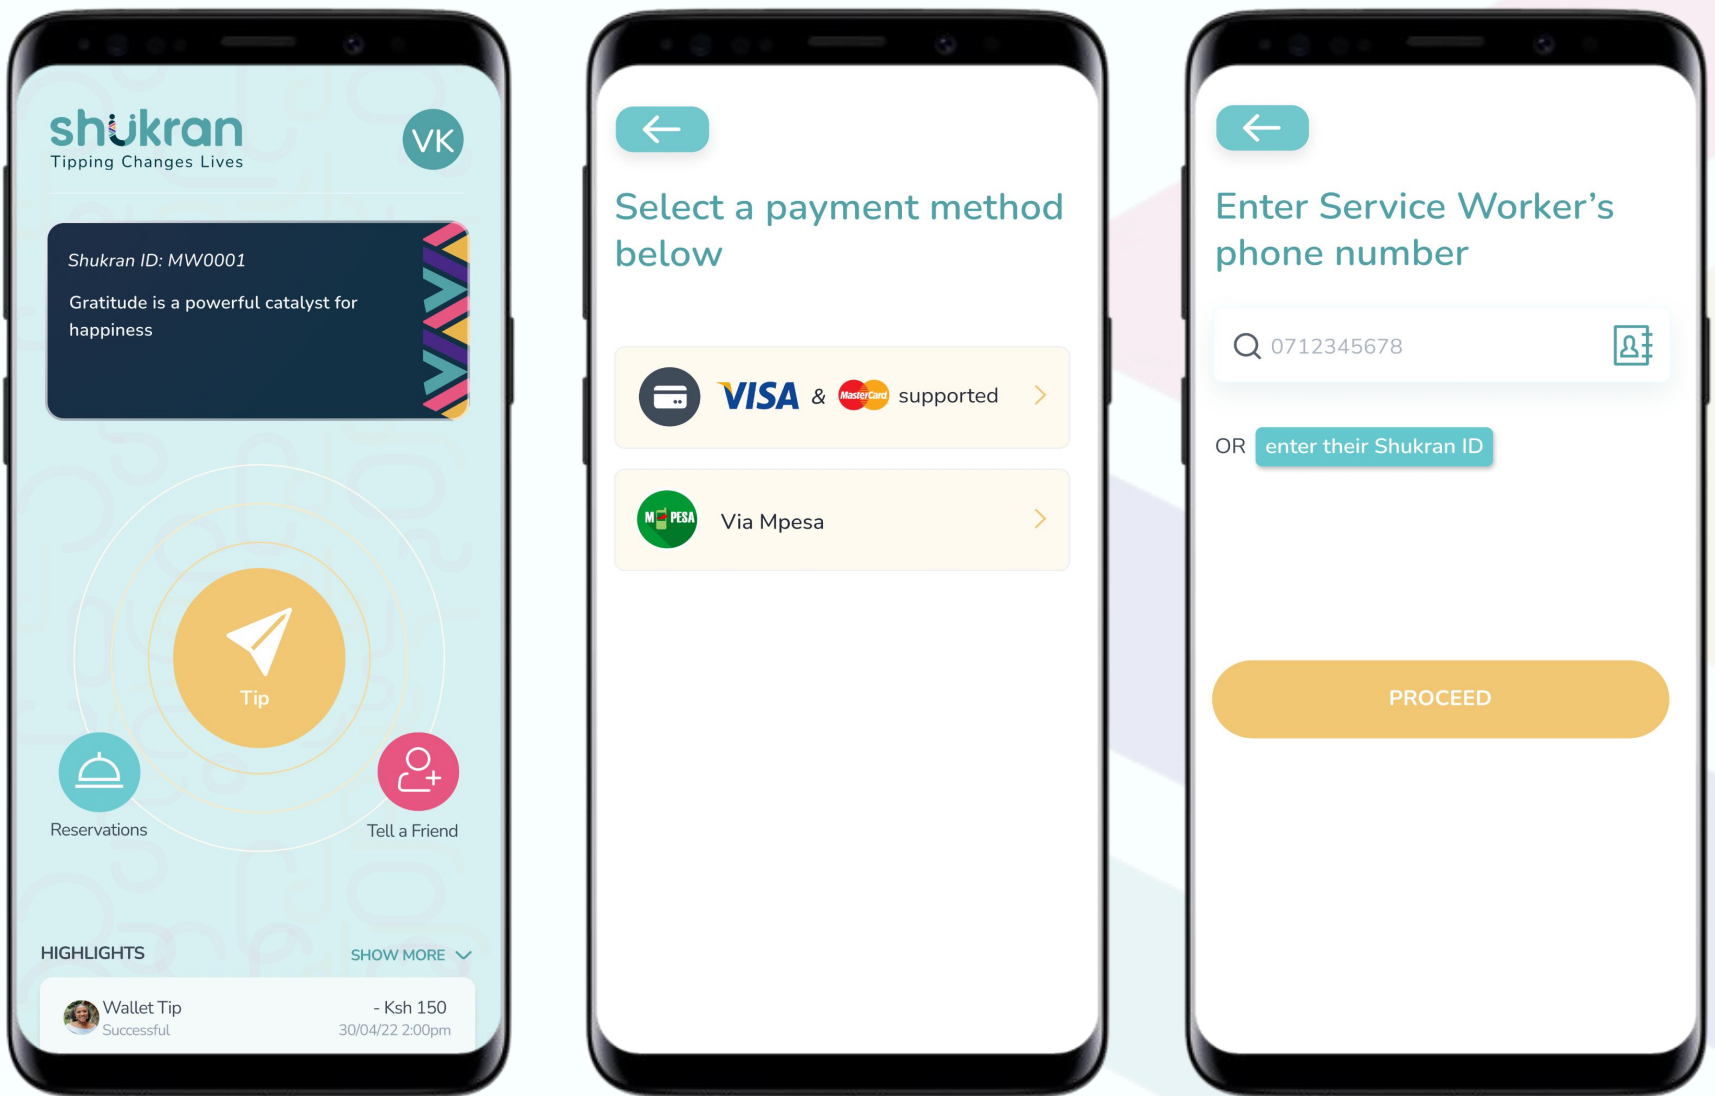 shukran
Tipping Changes Lives
VK
Shukran ID: MW0001
Gratitude is a powerful catalyst for
happiness
Tip
Reservations
Tell a Friend
HIGHLIGHTS
SHOW MORE
Wallet Tip
- Ksh 150
Successful
30/04/22 2:00pm
Select a payment method
below
VISA & MasterCard supported
M PESA
Via Mpesa
Enter Service Worker's
phone number
0712345678
OR enter their Shukran ID
PROCEED